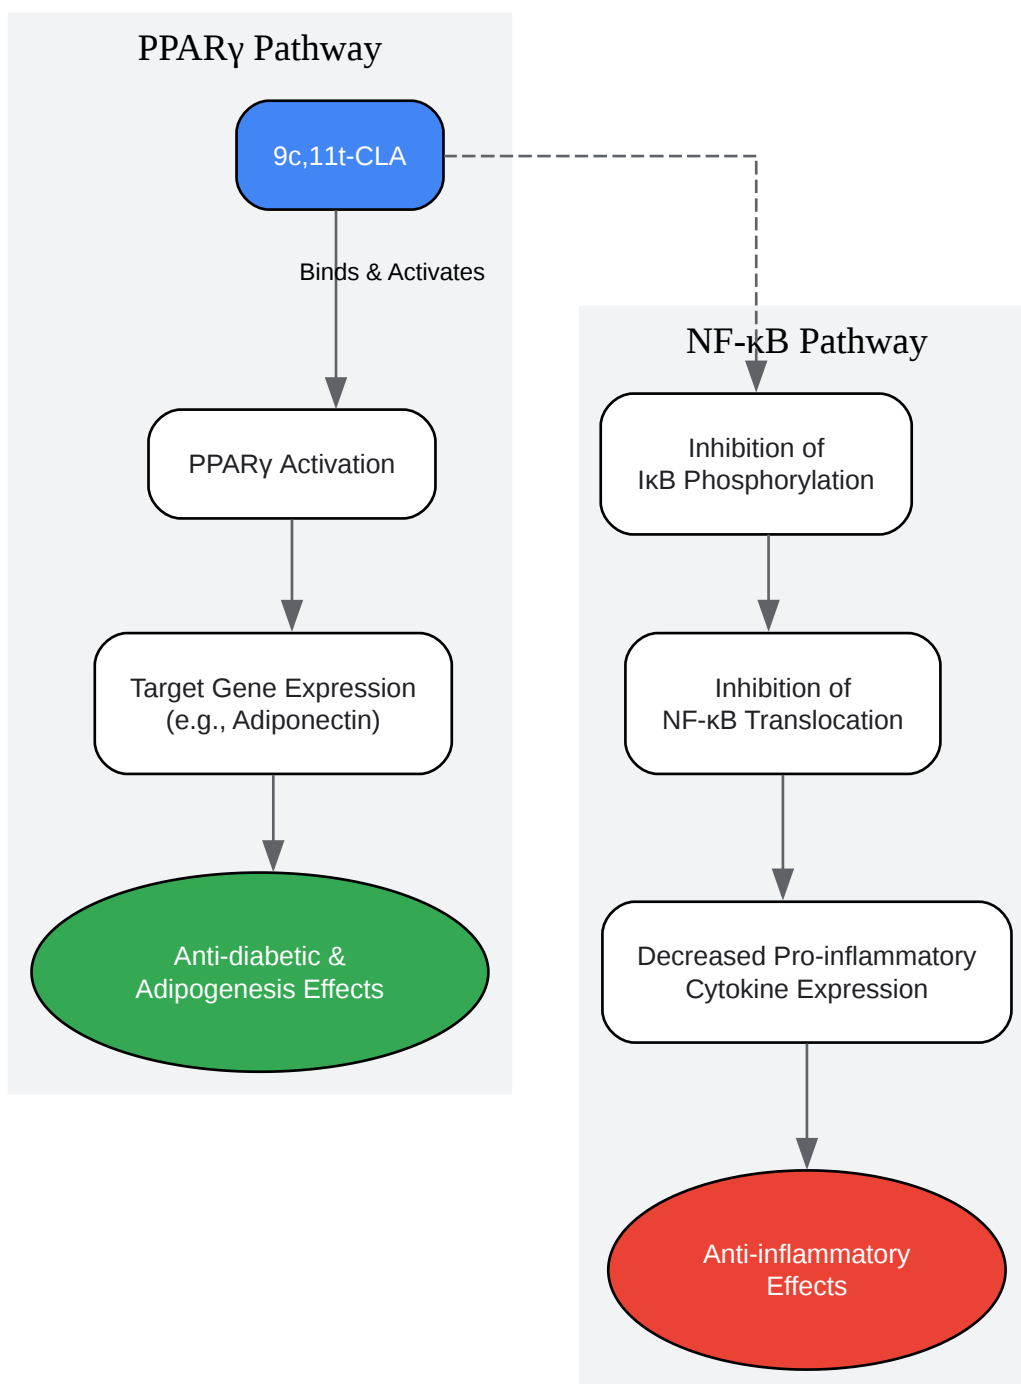 PPARγ Pathway
9c,11t-CLA
Binds & Activates
PPARγ Activation
Target Gene Expression
(e.g., Adiponectin)
Anti-diabetic &
Adipogenesis Effects
NF-κB Pathway
Inhibition of
IκB Phosphorylation
Inhibition of
NF-κB Translocation
Decreased Pro-inflammatory
Cytokine Expression
Anti-inflammatory
Effects